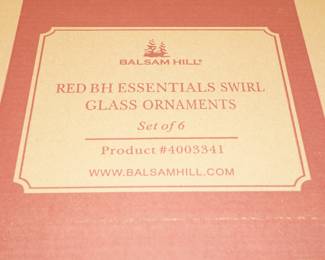 BALSAM HILL®
RED BH ESSENTIALS SWIRL
GLASS ORNAMENTS
Set of 6
Product #4003341
WWW.BALSAMHILL.COM